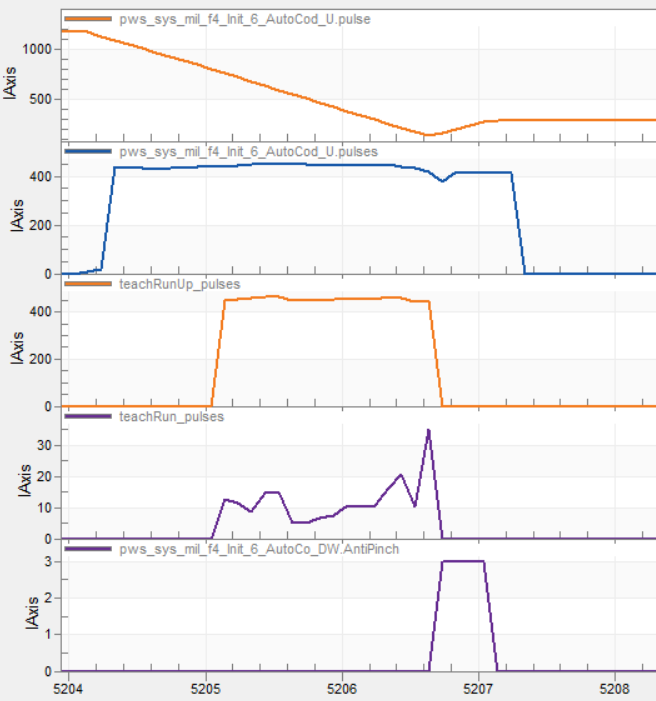 pws_sys_mil_f4_Init_6_AutoCod_U.pulse
1000
500
IAxis
pws_sys_mil_f4_Init_6_AutoCod_U.pulses
400
200
0
IAxis
teachRunUp_pulses
400
200
0
IAxis
teachRun_pulses
30
20
10
0
IAxis
pws_sys_mil_f4_Init_6_AutoCo_DW.AntiPinch
3
2
1
0
IAxis
5204 5205 5206 5207 5208